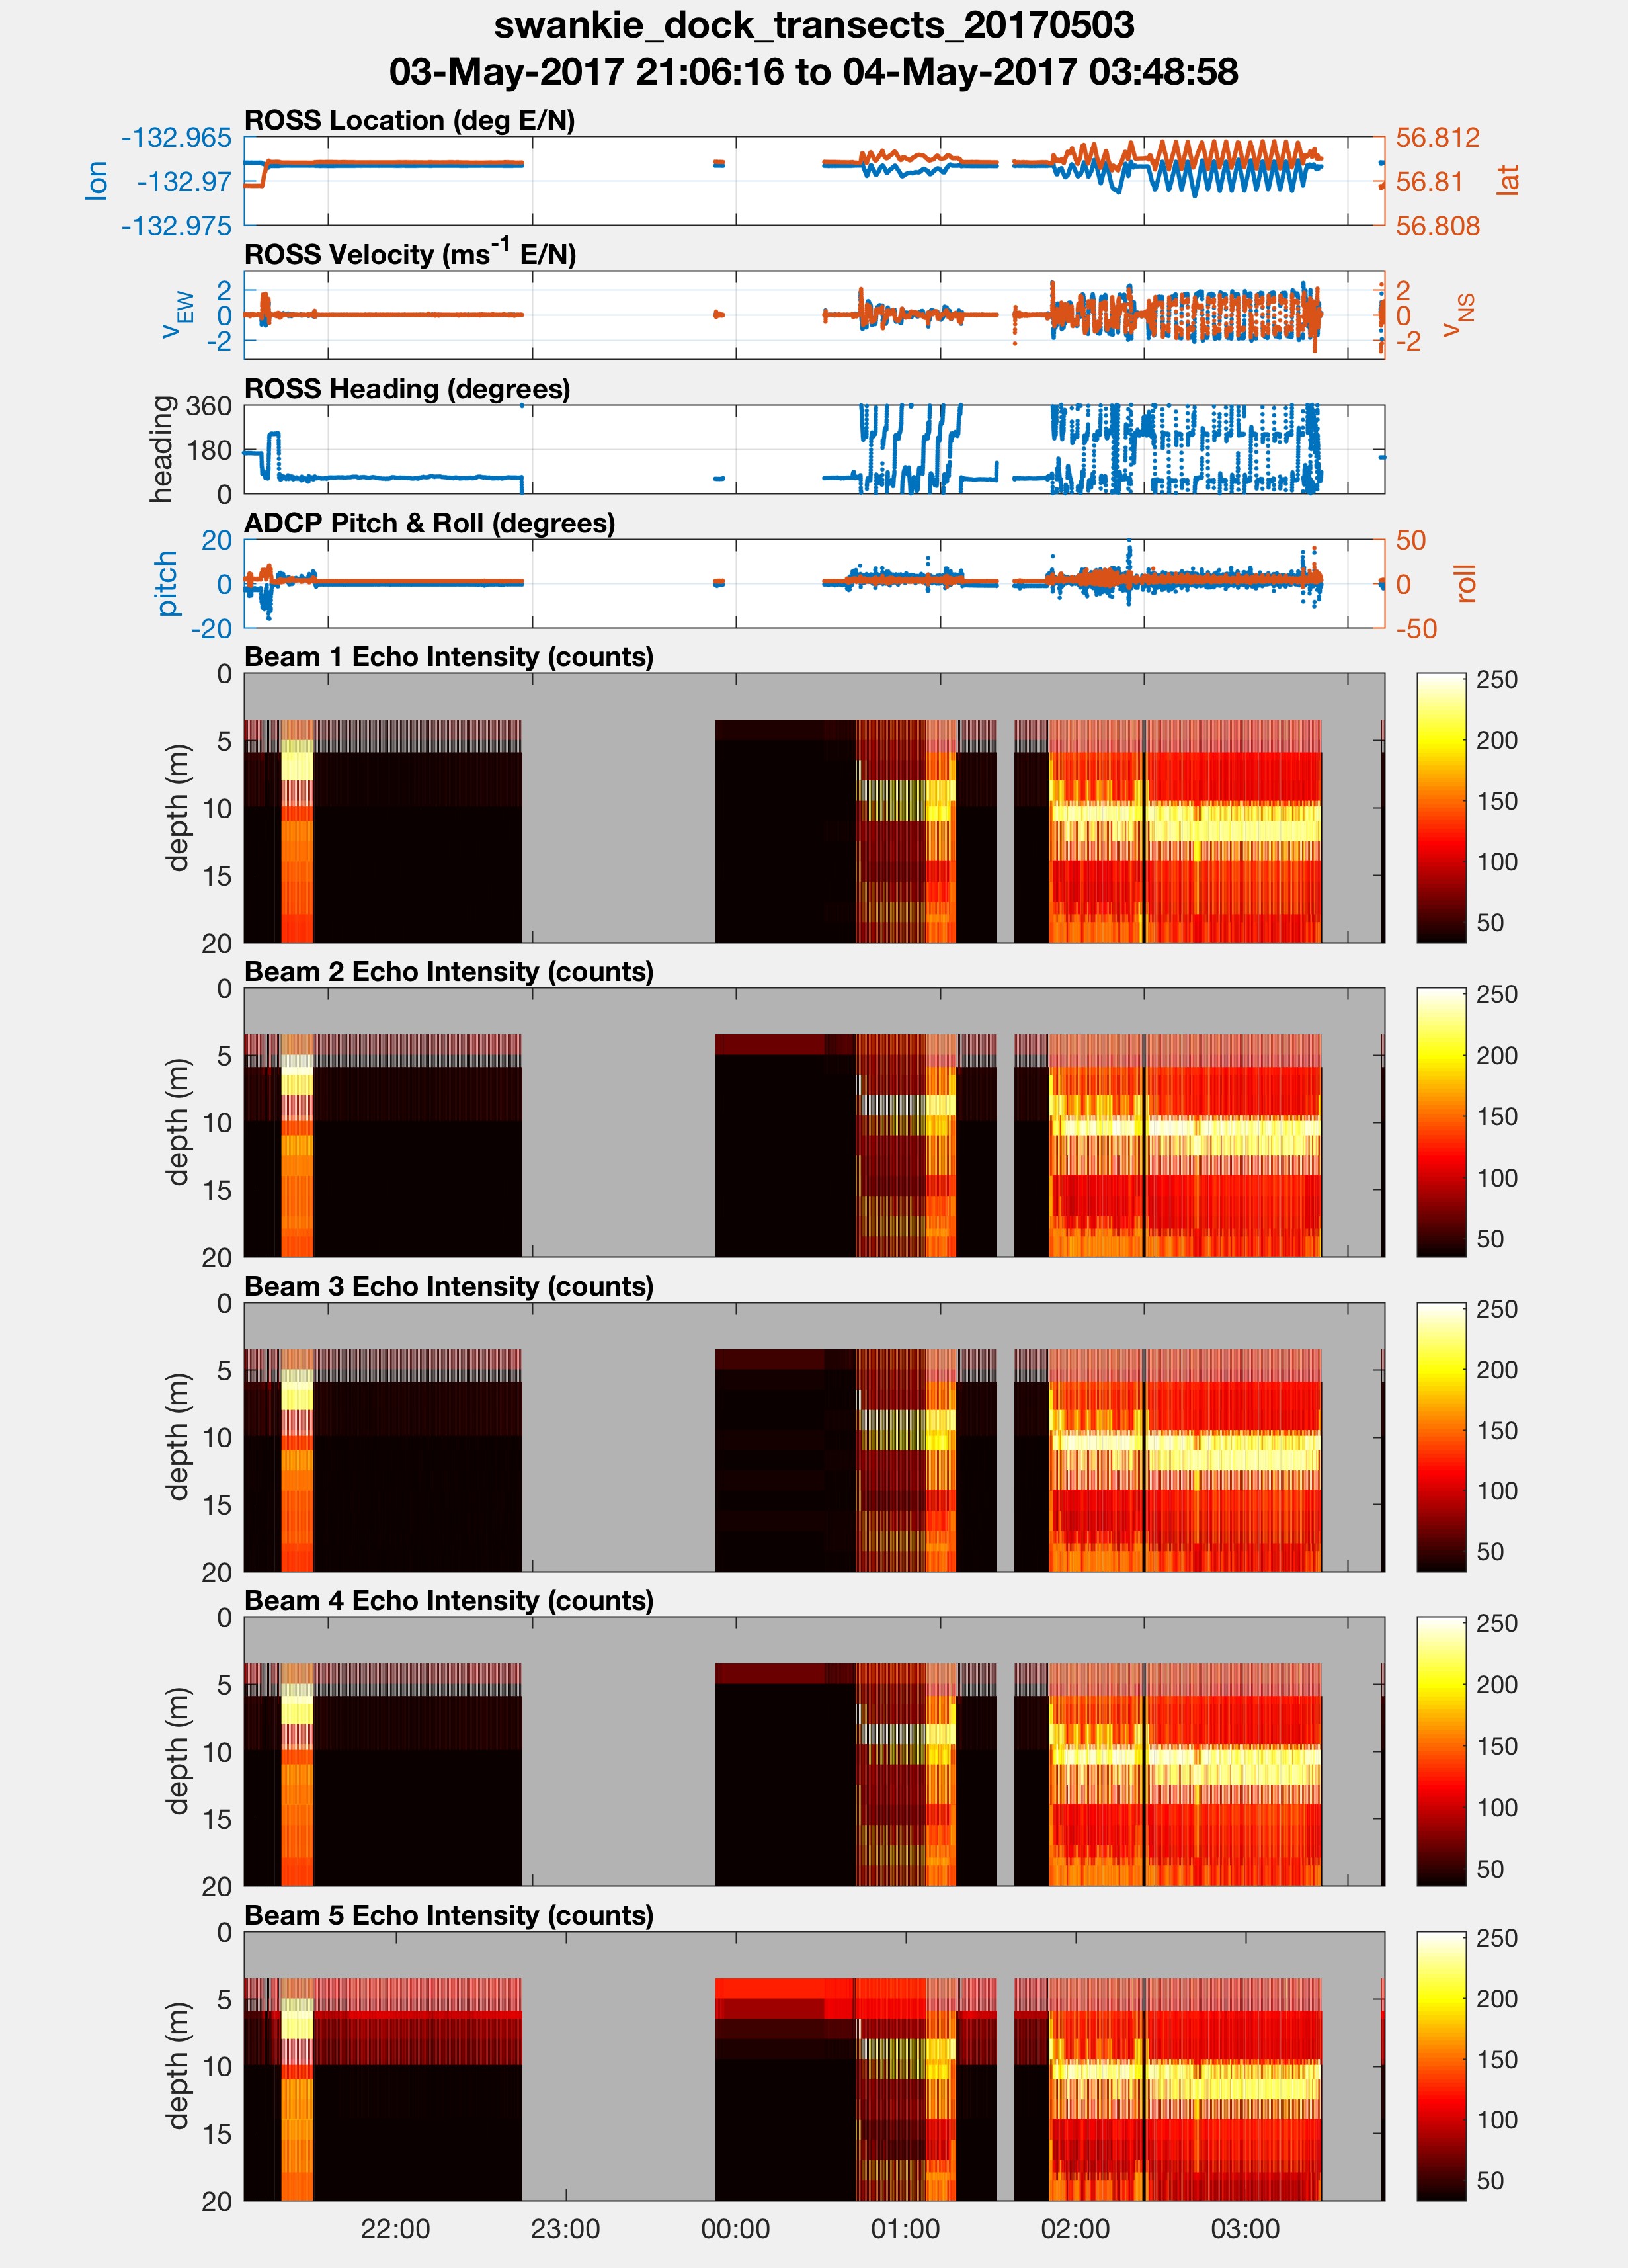 swankie_dock_transects_20170503
03-May-2017 21:06:16 to 04-May-2017 03:48:58
ROSS Location (deg E/N)
-132.965
-132.97
-132.975
lon
56.812
56.81
56.808
lat
ROSS Velocity (ms-1 E/N)
2
0
-2
vEW
2
0
-2
vNS
ROSS Heading (degrees)
360
180
0
heading
ADCP Pitch & Roll (degrees)
20
0
-20
pitch
50
0
-50
roll
Beam 1 Echo Intensity (counts)
0
5
10
15
20
depth (m)
250
200
150
100
50
Beam 2 Echo Intensity (counts)
0
5
10
15
20
depth (m)
250
200
150
100
50
Beam 3 Echo Intensity (counts)
0
5
10
15
20
depth (m)
250
200
150
100
50
Beam 4 Echo Intensity (counts)
0
5
10
15
20
depth (m)
250
200
150
100
50
Beam 5 Echo Intensity (counts)
0
5
10
15
20
depth (m)
250
200
150
100
50
22:00 23:00 00:00 01:00 02:00 03:00